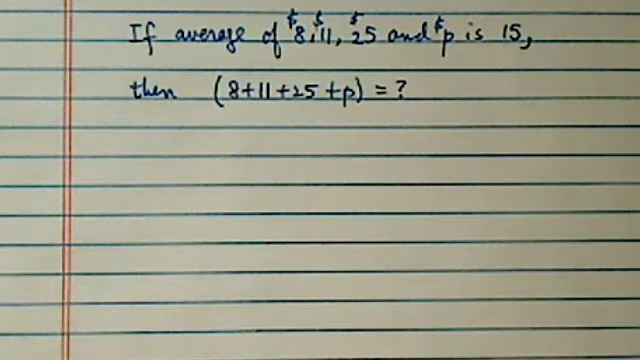 If average of $8, $11, $25 and $p is 15,
then (8+11+25+p) = ?